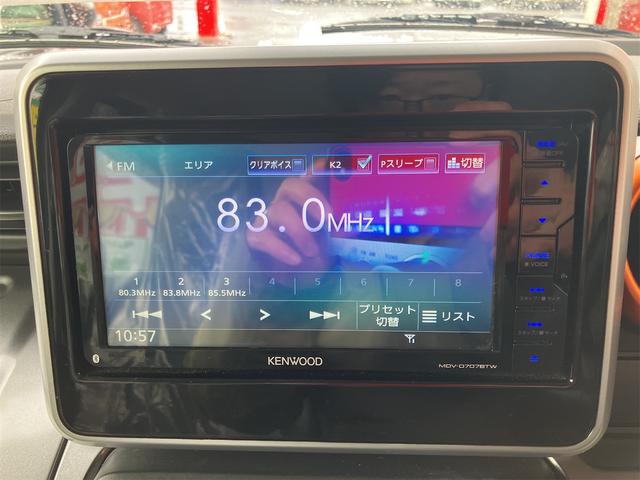 FM エリア クリアボイス K2 Pスリープ 切替
83.0MHz
1 2 3 4 5 6 7 8
80.3MHz 83.8MHz 85.5MHz
プリセット
切替
リスト
10:57
KENWOOD
MDV-D707BTW
VOICE